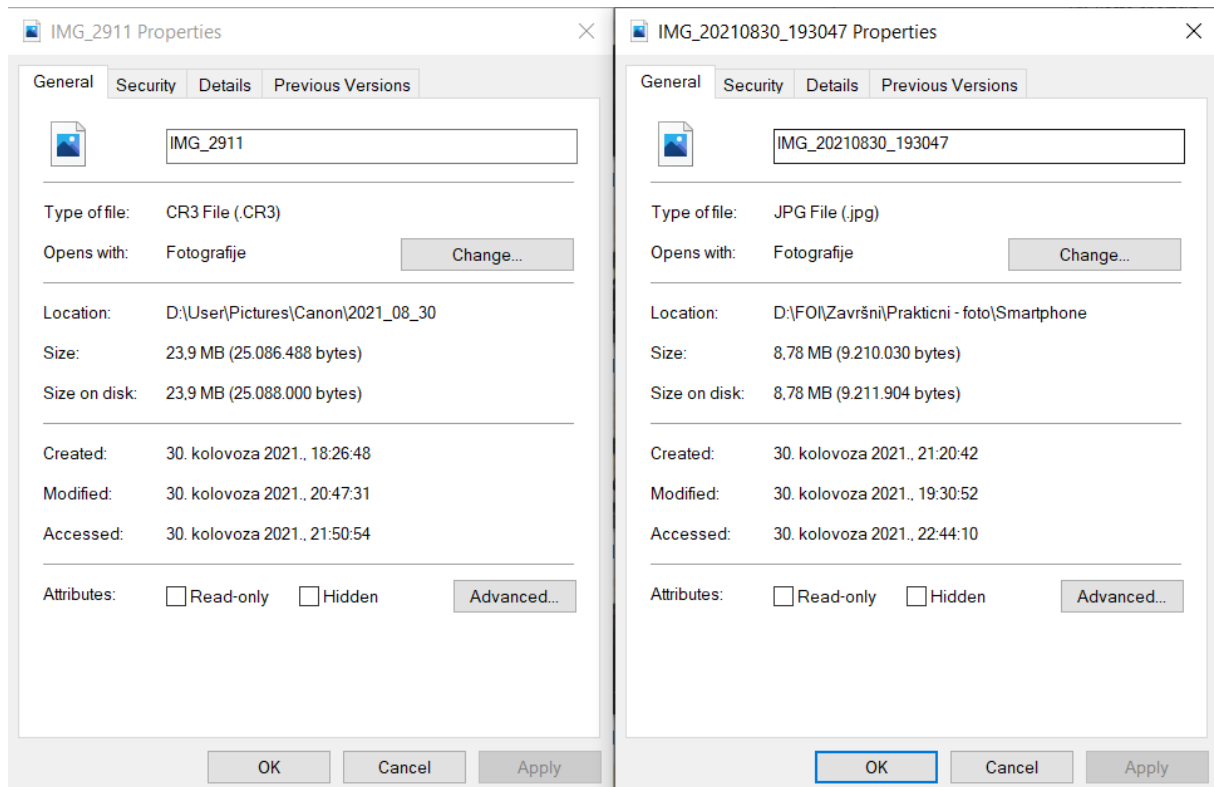 IMG_2911 Properties
General Security Details Previous Versions
IMG_2911
Type of file: CR3 File (.CR3)
Opens with: Fotografije Change...
Location: D:\User\Pictures\Canon\2021_08_30
Size: 23,9 MB (25.086.488 bytes)
Size on disk: 23,9 MB (25.088.000 bytes)
Created: 30. kolovoza 2021., 18:26:48
Modified: 30. kolovoza 2021., 20:47:31
Accessed: 30. kolovoza 2021., 21:50:54
Attributes: Read-only Hidden Advanced...
OK Cancel Apply
IMG_20210830_193047 Properties
General Security Details Previous Versions
IMG_20210830_193047
Type of file: JPG File (.jpg)
Opens with: Fotografije Change...
Location: D:\FOI\Završni\Prakticni - foto\Smartphone
Size: 8,78 MB (9.210.030 bytes)
Size on disk: 8,78 MB (9.211.904 bytes)
Created: 30. kolovoza 2021., 21:20:42
Modified: 30. kolovoza 2021., 19:30:52
Accessed: 30. kolovoza 2021., 22:44:10
Attributes: Read-only Hidden Advanced...
OK Cancel Apply